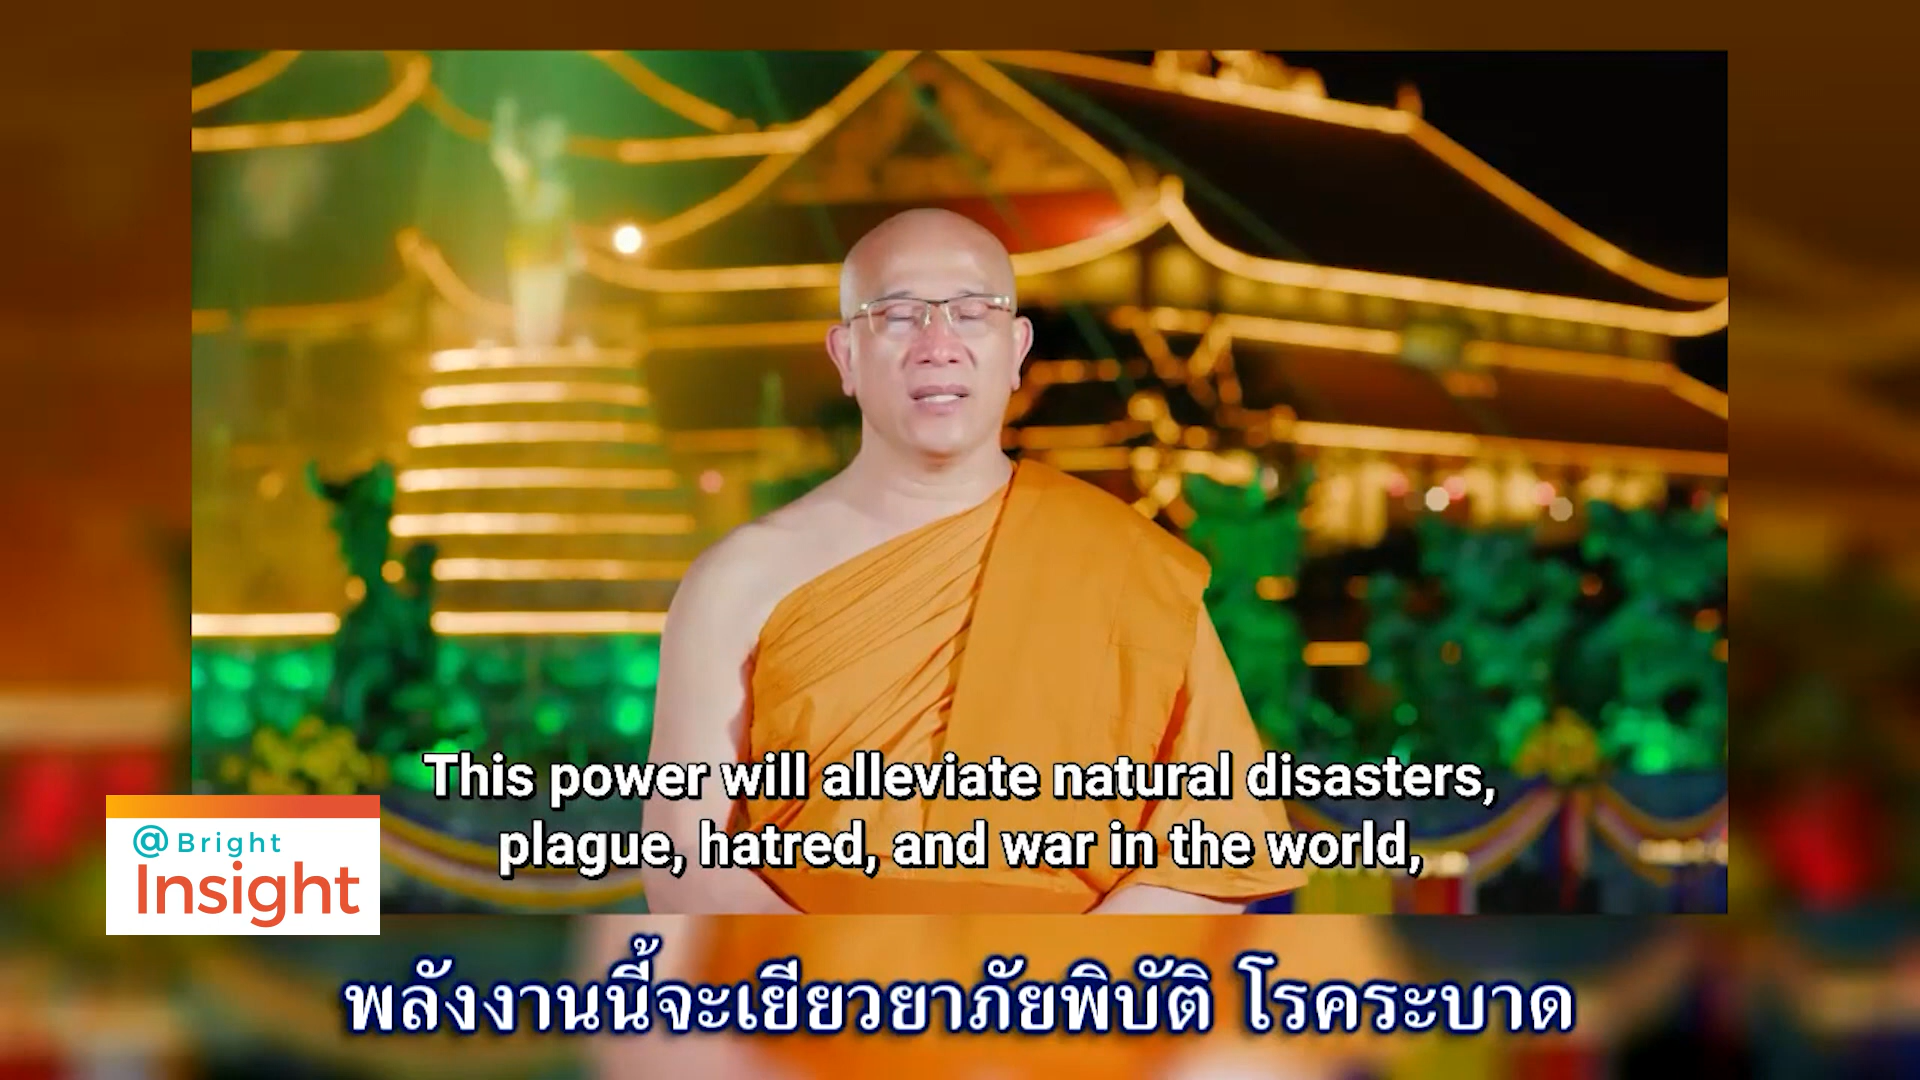 This power will alleviate natural disasters,
plague, hatred, and war in the world,
@Bright
Insight
พลังงานนี้จะเยียวยาภัยพิบัติ โรคระบาด